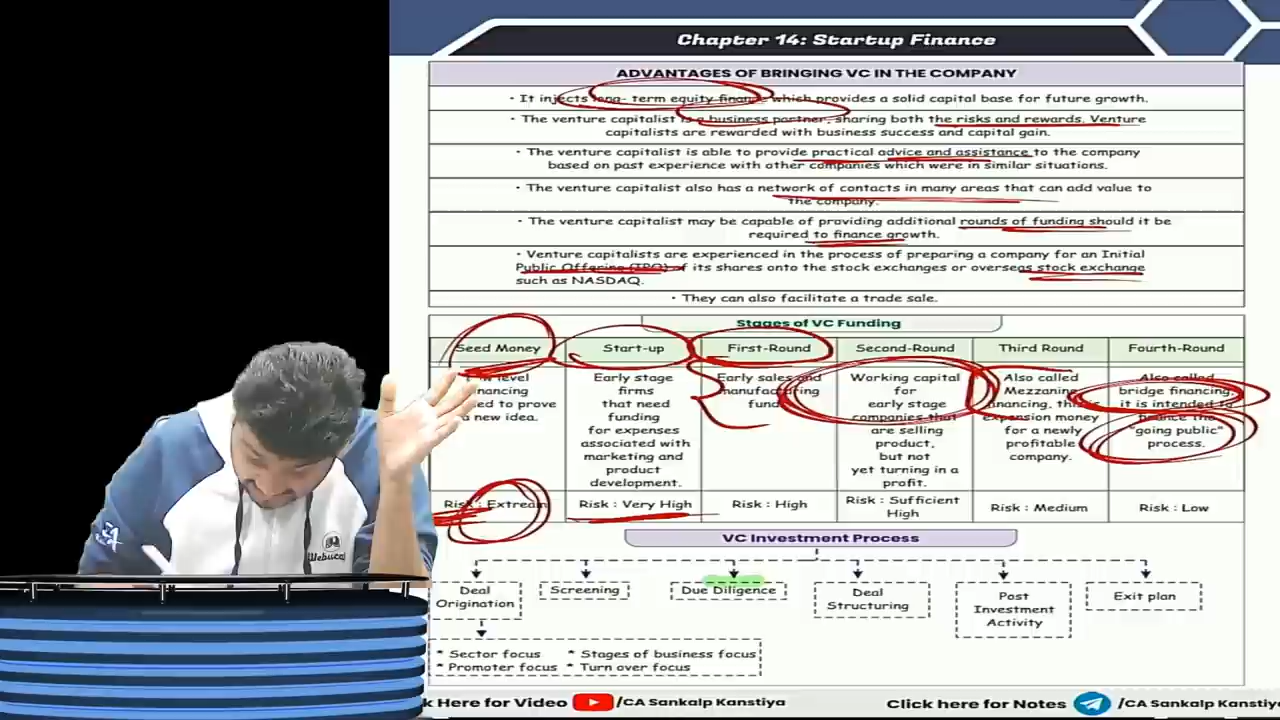 Chapter 14: Startup Finance
ADVANTAGES OF BRINGING VC IN THE COMPANY
• It injects long- term equity finance which provides a solid capital base for future growth.
• The venture capitalist is a business partner, sharing both the risks and rewards. Venture
capitalists are rewarded with business success and capital gain.
• The venture capitalist is able to provide practical advice and assistance to the company
based on past experience with other companies which were in similar situations.
• The venture capitalist also has a network of contacts in many areas that can add value to
the company.
• The venture capitalist may be capable of providing additional rounds of funding should it be
required to finance growth.
• Venture capitalists are experienced in the process of preparing a company for an Initial
Public Offering (IPO) of its shares onto the stock exchanges or overseas stock exchange
such as NASDAQ.
• They can also facilitate a trade sale.
Stages of VC Funding
Seed Money
level
to prove
new idea.
Risk : Extream
Start-up
Early stage
firms
that need
funding
for expenses
associated with
marketing and
product
development.
Risk : Very High
First-Round
Early sales and
manufacturing
Risk : High
Second-Round
Working capital
for
early stage
companies that
are selling
product,
but not
yet turning in a
profit.
Risk : Sufficient
High
Third Round
Also called
Mezzanine
financing, this
expansion money
for a newly
profitable
company.
Risk : Medium
Fourth-Round
Also called
bridge financing,
it is intended to
finance the
"going public"
process.
Risk : Low
VC Investment Process
Deal
Origination
Screening
Due Diligence
Deal
Structuring
Post
Investment
Activity
Exit plan
* Sector focus * Stages of business focus
* Promoter focus * Turn over focus
k Here for Video /CA Sankalp Kanstiya
Click here for Notes /CA Sankalp Kanstiy